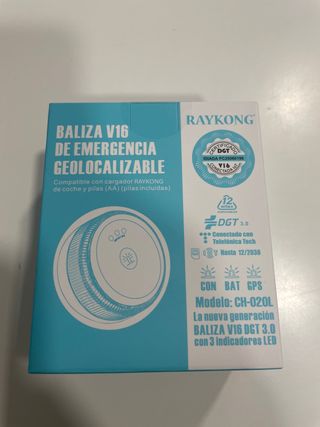 BALIZA V16
DE EMERGENCIA
GEOLOCALIZABLE
Compatible con cargador RAYKONG
de coche y pilas (AA) (pilas incluidas)
RAYKONG®
CERTIFICADO
DGT
V16
12
DGT 3.0
Conectado con
Telefónica Tech
Hasta 12/2038
CON BAT GPS
Modelo: CH-020L
La nueva generación
BALIZA V16 DGT 3.0
con 3 indicadores LED